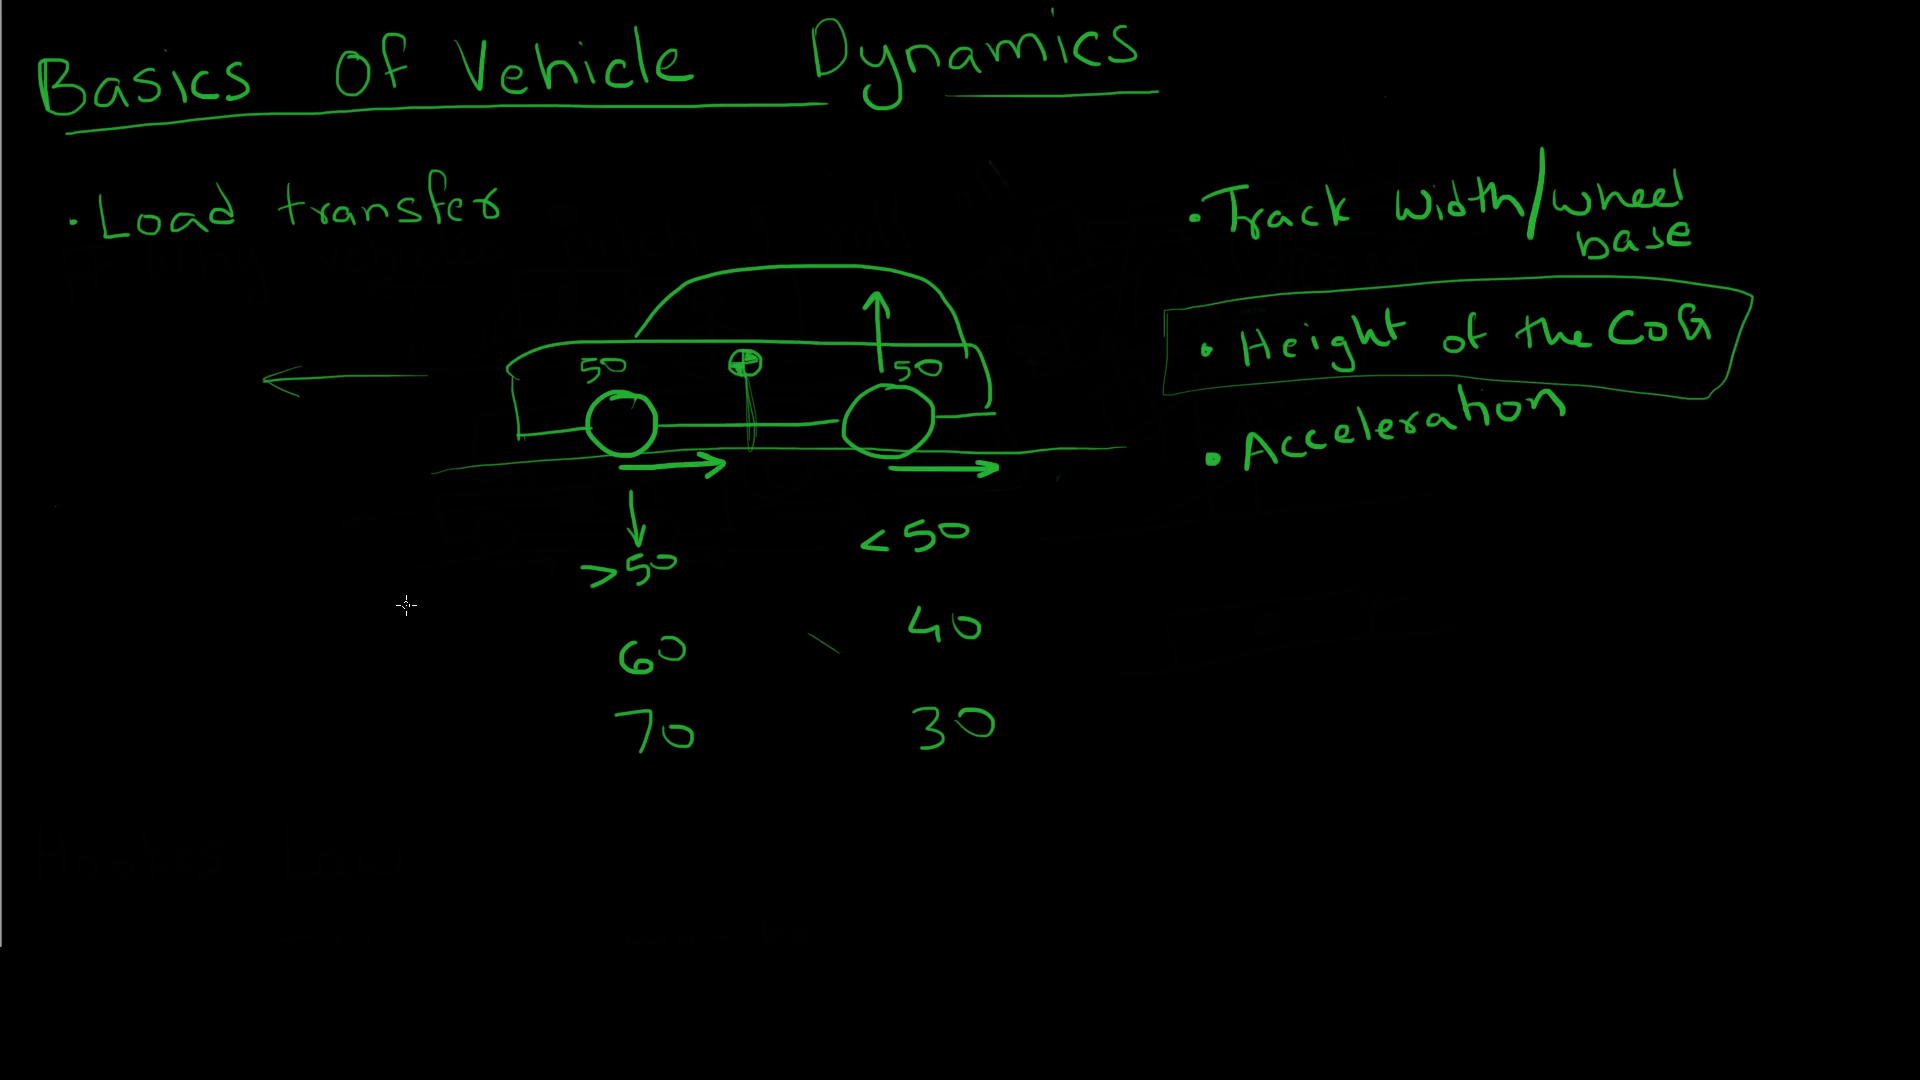 Basics Of Vehicle Dynamics
• Load transfer
• Track width/wheel base
• Height of the CoG
• Acceleration
50 50
>50 <50
60 40
70 30